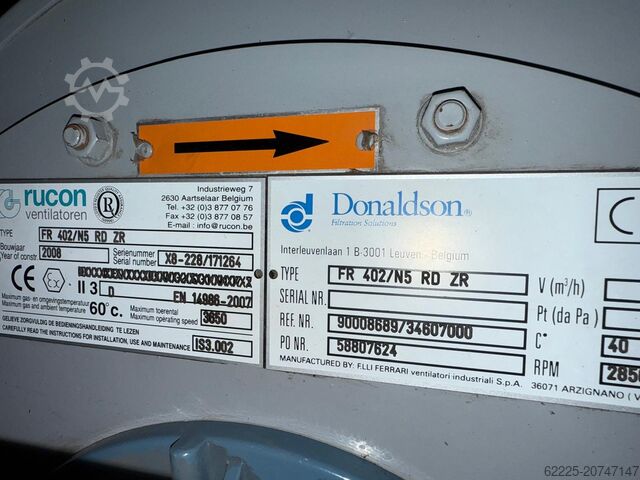 rucon
ventilatoren
Industrieweg 7
2630 Aartselaar Belgium
Tel. +32 (0)3 877 07 76
Fax +32 (0)3 877 08 57
E-mail : info@rucon.be
TYPE FR 402/N5 RD ZR
Bouwjaar
Year of constr. 2008
Serienummer
Serial number X8-228/171264
CE Ex II 3 D EN 14986-2007
Maximum gas- en omgevingstemperatuur
Maximum gas and ambient temperature 60°c.
Maximum toerental
Maximum operating speed 3650
GELIEVE ZORGVULDIG DE BEDIENINGSHANDLEIDING TE LEZEN
CAREFULLY READ THE INSTRUCTIONS FOR INSTALLATION, USE AND MAINTENANCE IS3.002
Donaldson®
Filtration Solutions
Interleuvenlaan 1 B-3001 Leuven - Belgium
TYPE FR 402/N5 RD ZR
SERIAL NR.
REF. NR. 90008689/34607000
PO NR. 58807624
V (m³/h)
Pt (da Pa)
C° 40
RPM
MANUFACTURED BY: F.LLI FERRARI ventilatori industriali S.p.A. 36071 ARZIGNANO
62225-20747147